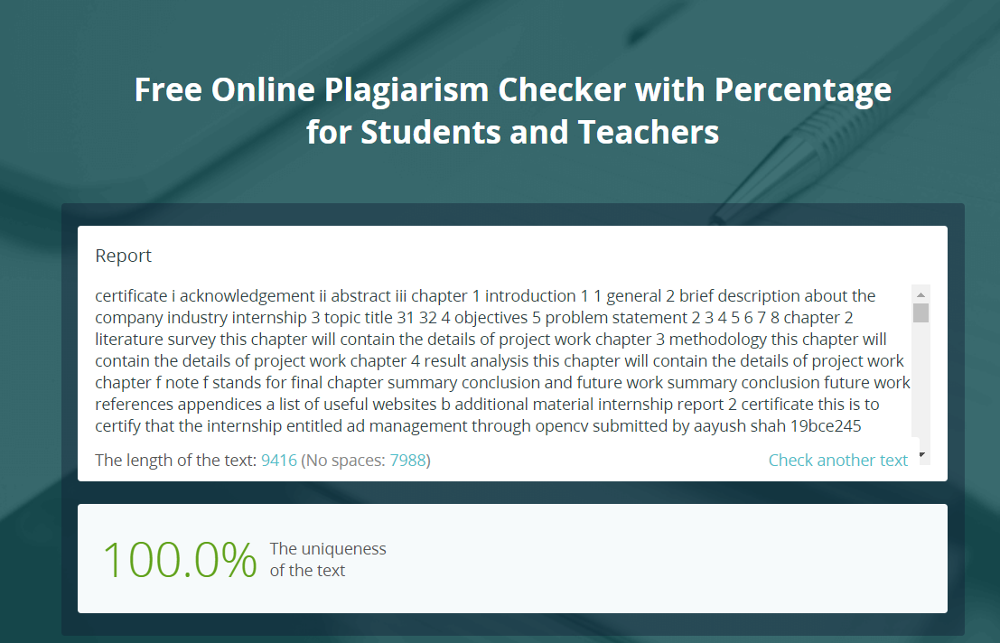 Free Online Plagiarism Checker with Percentage
for Students and Teachers
Report
certificate i acknowledgement ii abstract iii chapter 1 introduction 1 1 general 2 brief description about the
company industry internship 3 topic title 31 32 4 objectives 5 problem statement 2 3 4 5 6 7 8 chapter 2
literature survey this chapter will contain the details of project work chapter 3 methodology this chapter will
contain the details of project work chapter 4 result analysis this chapter will contain the details of project work
chapter f note f stands for final chapter summary conclusion and future work summary conclusion future work
references appendices a list of useful websites b additional material internship report 2 certificate this is to
certify that the internship entitled ad management through opencv submitted by aayush shah 19bce245
The length of the text: 9416 (No spaces: 7988)
Check another text
100.0%
The uniqueness
of the text